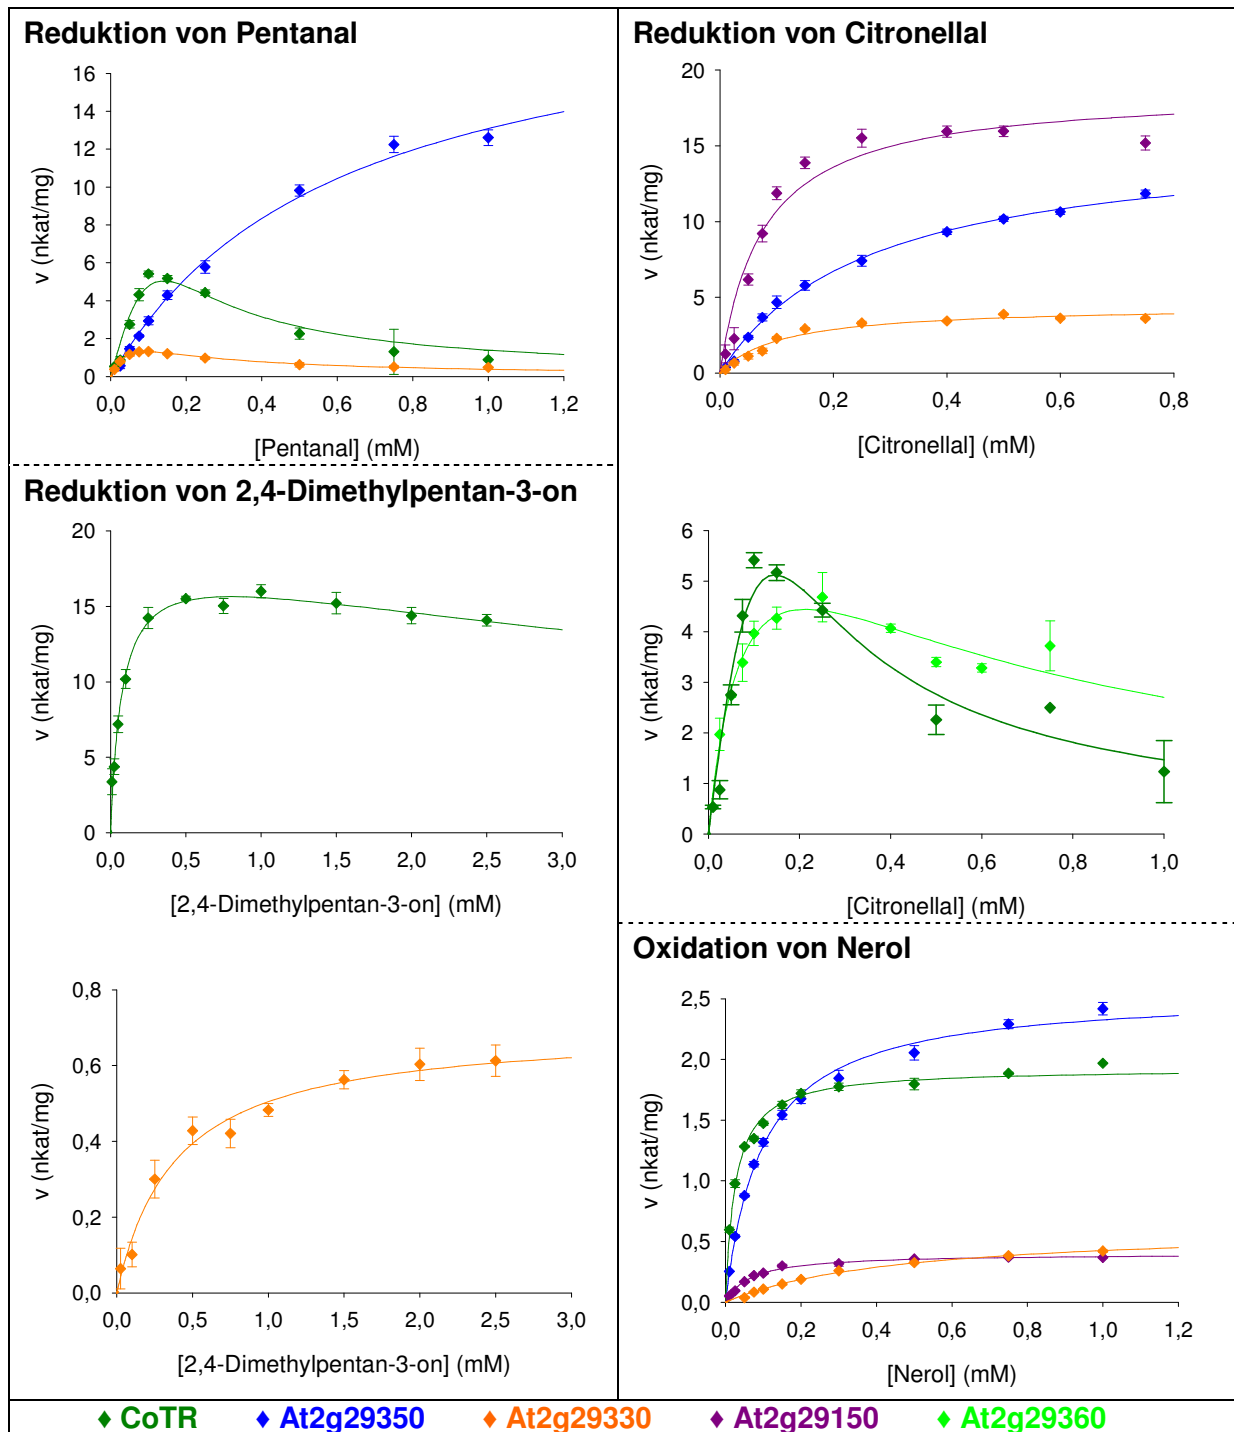 Reduktion von Pentanal
v (nkat/mg)
16
14
12
10
8
6
4
2
0
0,0 0,2 0,4 0,6 0,8 1,0 1,2
[Pentanal] (mM)
Reduktion von Citronellal
v (nkat/mg)
20
15
10
5
0
0,0 0,2 0,4 0,6 0,8
[Citronellal] (mM)
Reduktion von 2,4-Dimethylpentan-3-on
v (nkat/mg)
20
15
10
5
0
0,0 0,5 1,0 1,5 2,0 2,5 3,0
[2,4-Dimethylpentan-3-on] (mM)
v (nkat/mg)
6
5
4
3
2
1
0
0,0 0,2 0,4 0,6 0,8 1,0
[Citronellal] (mM)
v (nkat/mg)
0,8
0,6
0,4
0,2
0,0
0,0 0,5 1,0 1,5 2,0 2,5 3,0
[2,4-Dimethylpentan-3-on] (mM)
Oxidation von Nerol
v (nkat/mg)
2,5
2,0
1,5
1,0
0,5
0,0
0,0 0,2 0,4 0,6 0,8 1,0 1,2
[Nerol] (mM)
CoTR At2g29350 At2g29330 At2g29150 At2g29360